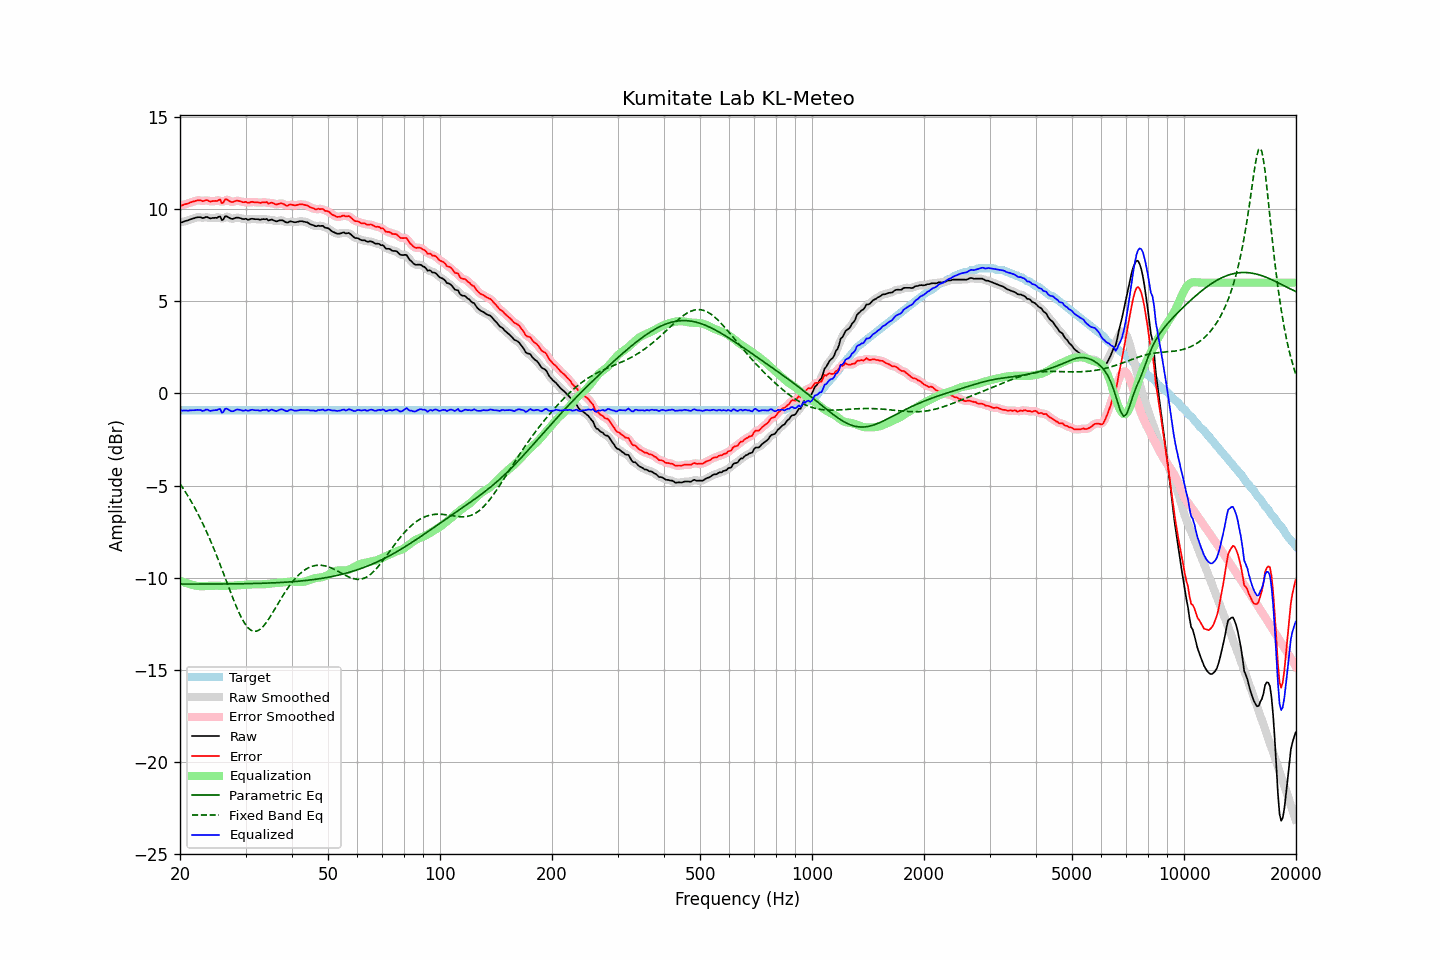 Kumitate Lab KL-Meteo
15
10
5
0
−5
−10
−15
−20
−25
Amplitude (dBr)
Target
Raw Smoothed
Error Smoothed
Raw
Error
Equalization
Parametric Eq
Fixed Band Eq
Equalized
20 50 100 200 500 1000 2000 5000 10000 20000
Frequency (Hz)